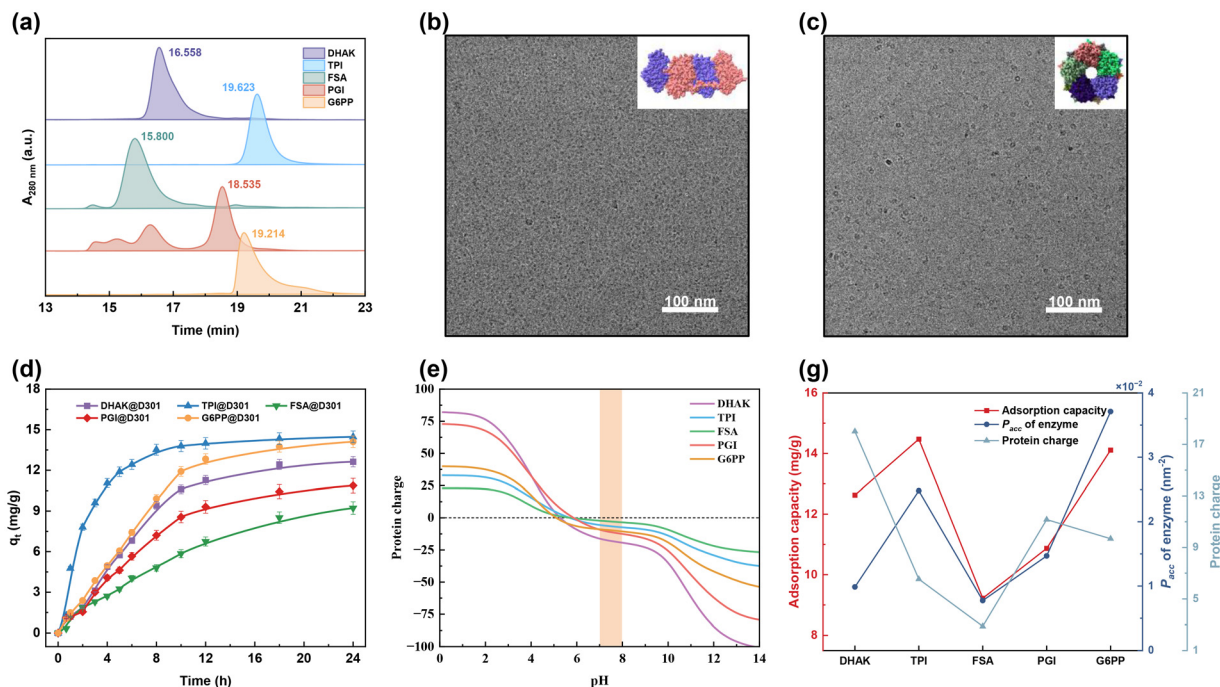 (a)
DHAK
TPI
FSA
PGI
G6PP
16.558
19.623
15.800
18.535
19.214
A280 nm (a.u.)
13 15 17 19 21 23
Time (min)
(b)
100 nm
(c)
100 nm
(d)
DHAK@D301 TPI@D301 FSA@D301
PGI@D301 G6PP@D301
18
15
12
9
6
3
0
qt (mg/g)
0 4 8 12 16 20 24
Time (h)
(e)
DHAK
TPI
FSA
PGI
G6PP
100
75
50
25
0
−25
−50
−75
−100
Protein charge
0 2 4 6 8 10 12 14
pH
(g)
Adsorption capacity
Pacc of enzyme
Protein charge
16
14
12
10
8
Adsorption capacity (mg/g)
DHAK TPI FSA PGI G6PP
×10⁻²
4
3
2
1
0
Pacc of enzyme (nm⁻²)
21
17
13
9
5
1
Protein charge